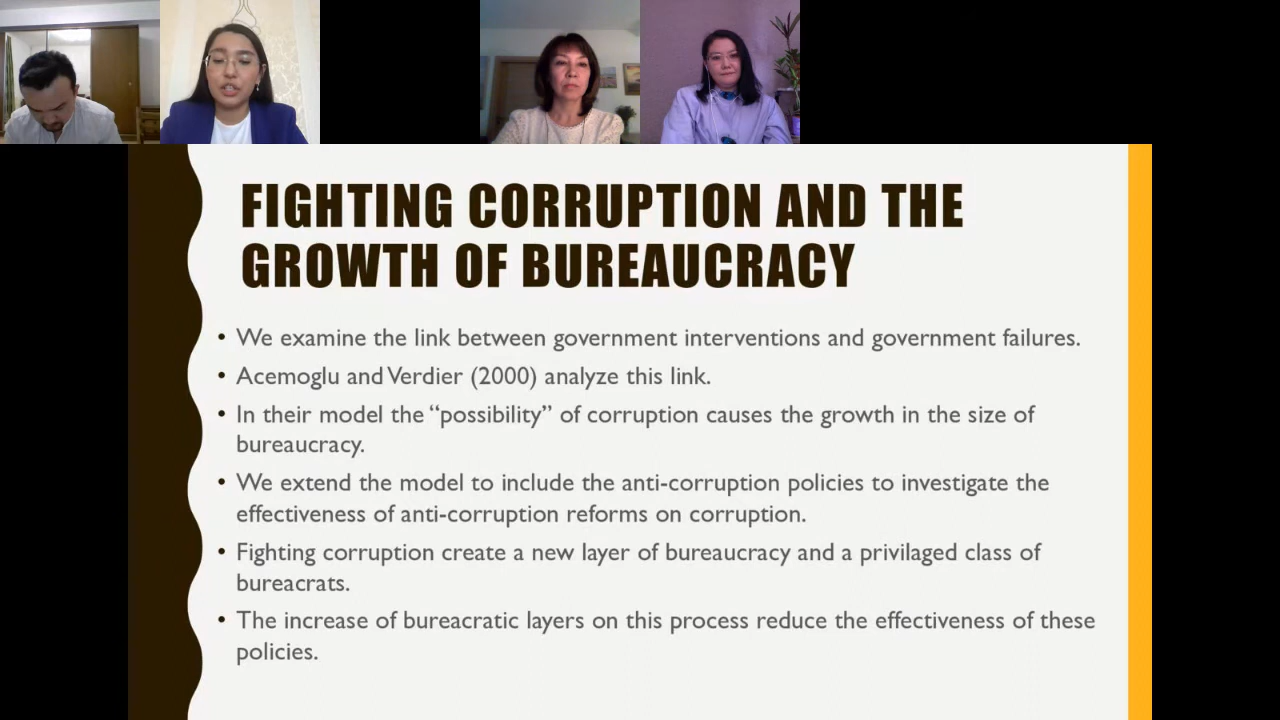 FIGHTING CORRUPTION AND THE
GROWTH OF BUREAUCRACY
• We examine the link between government interventions and government failures.
• Acemoglu and Verdier (2000) analyze this link.
• In their model the “possibility” of corruption causes the growth in the size of
bureaucracy.
• We extend the model to include the anti-corruption policies to investigate the
effectiveness of anti-corruption reforms on corruption.
• Fighting corruption create a new layer of bureaucracy and a privilaged class of
bureacrats.
• The increase of bureacratic layers on this process reduce the effectiveness of these
policies.